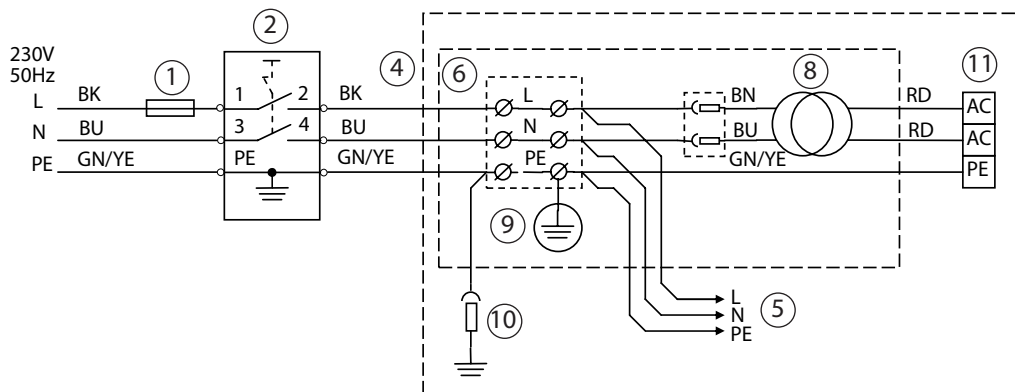 2
230V
50Hz
4
6
8
11
1
L BK 1 2 BK L BN RD AC
N BU 3 4 BU N BU RD AC
PE GN/YE PE GN/YE PE GN/YE PE
9
10
L
N
PE
5